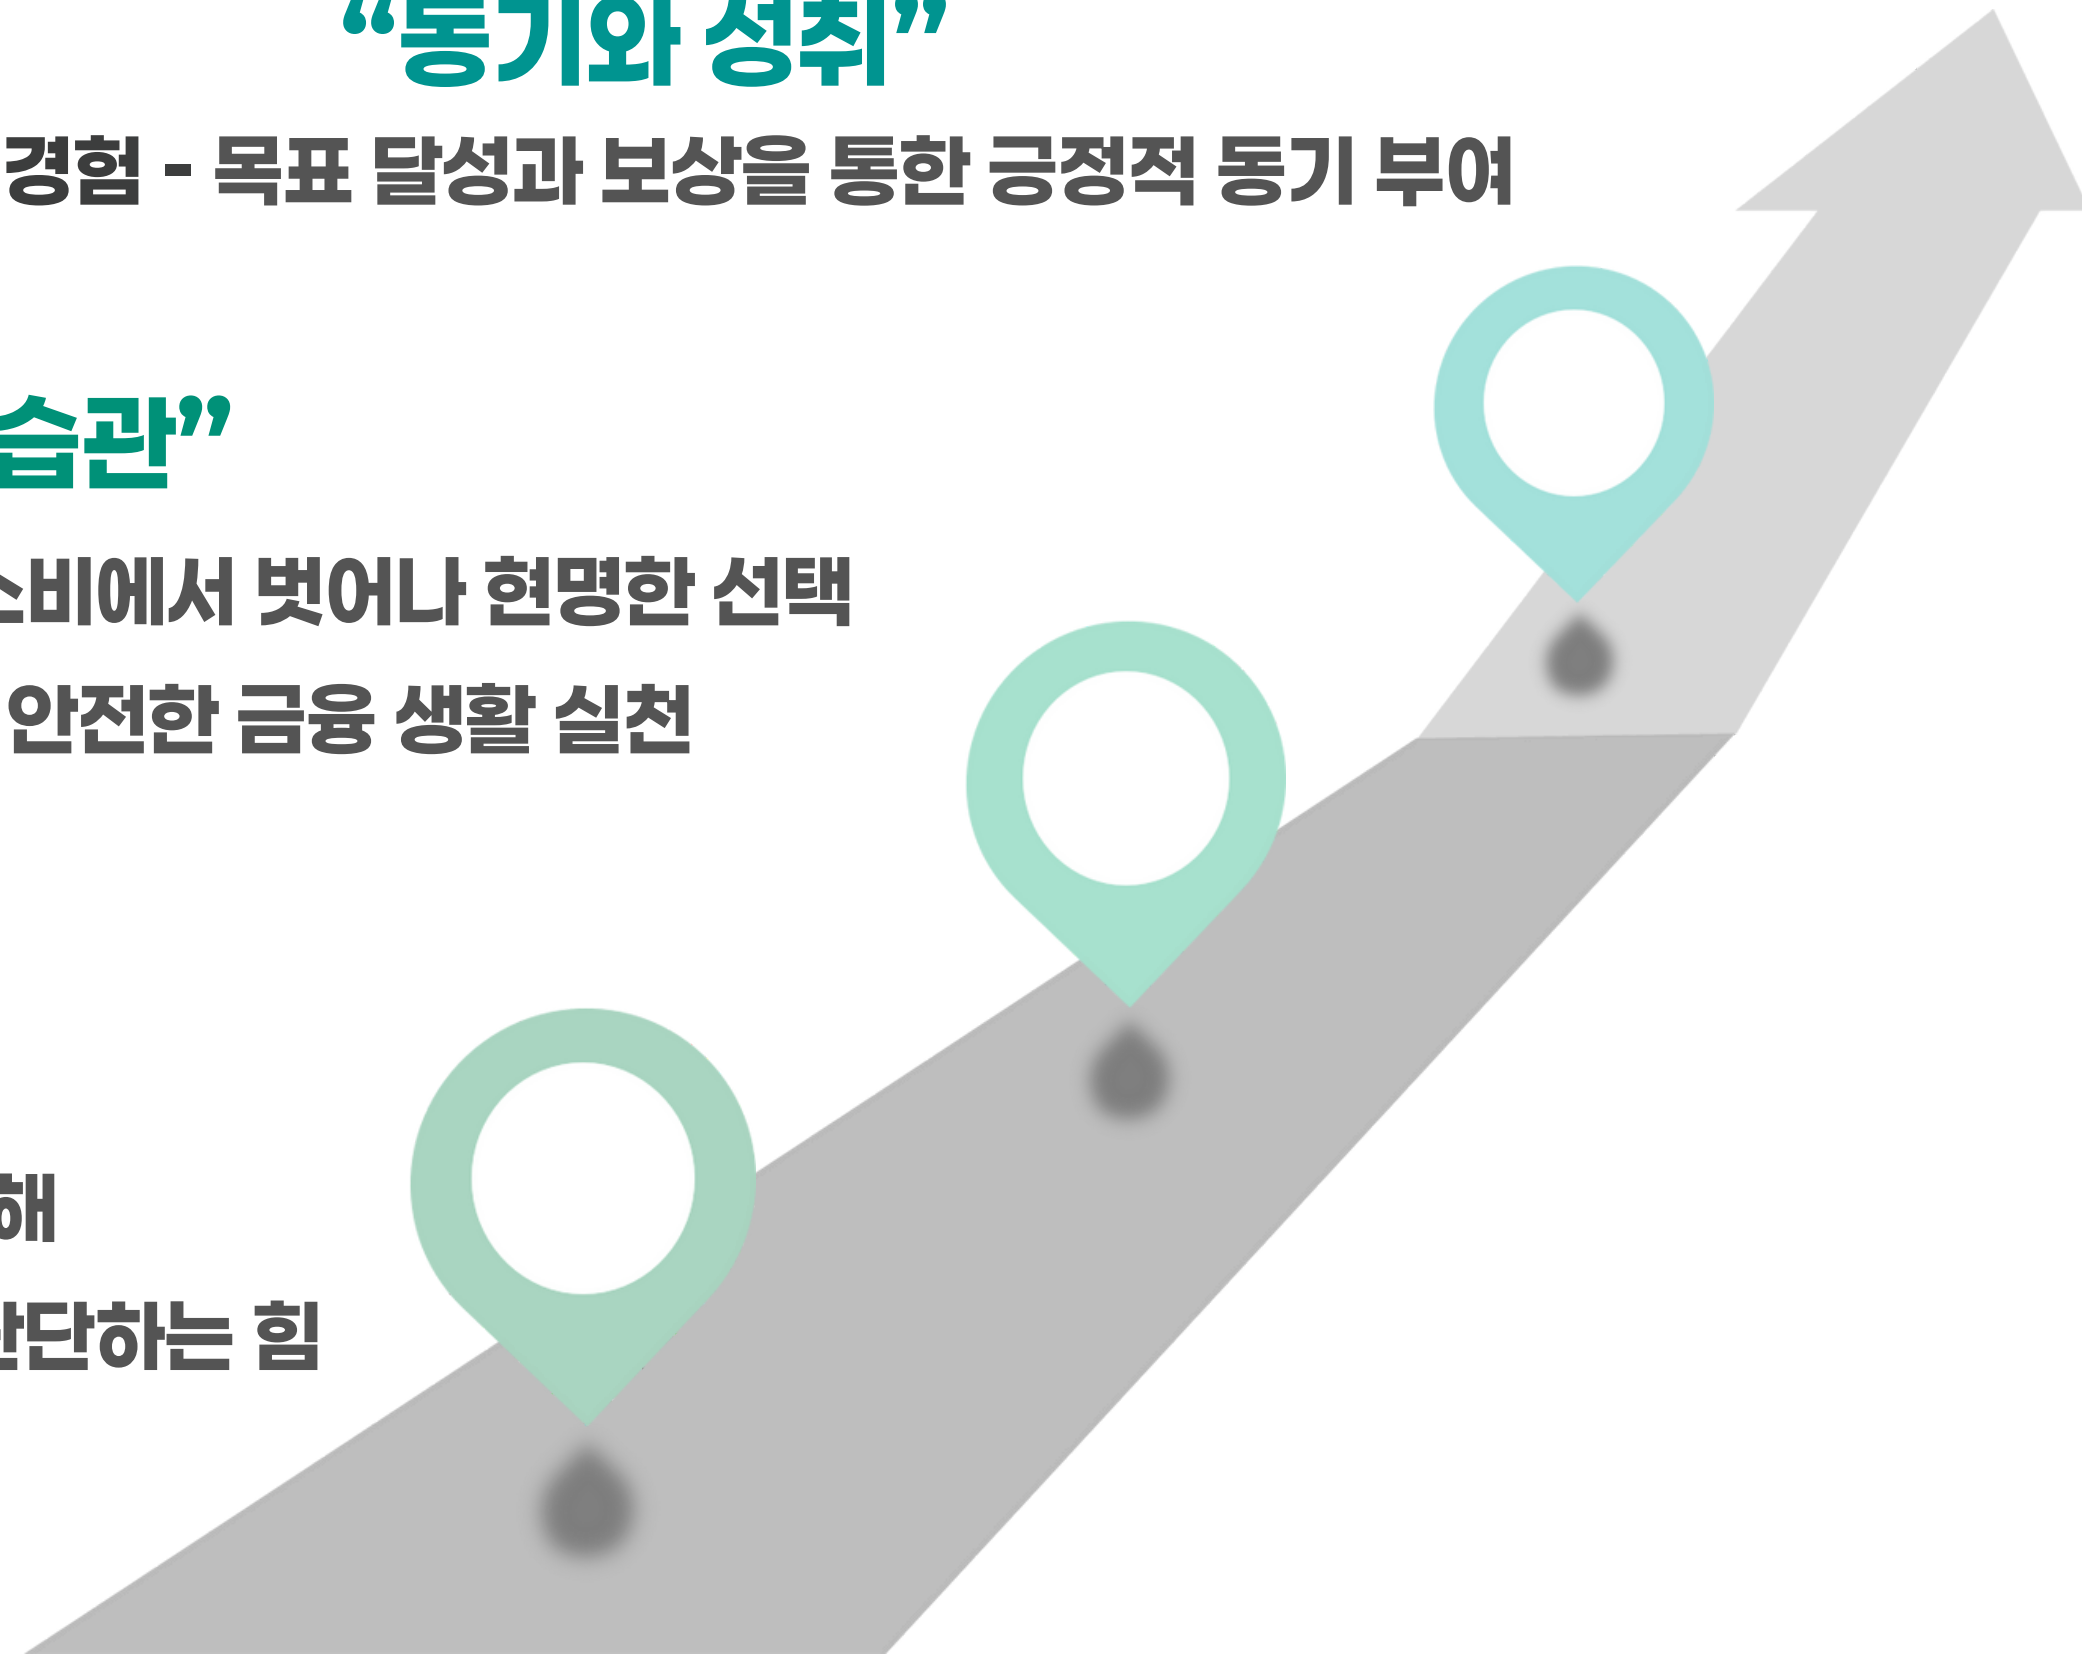 “동기와 성취”
경험 - 목표 달성과 보상을 통한 긍정적 동기 부여
습관”
소비에서 벗어나 현명한 선택
안전한 금융 생활 실천
해
판단하는 힘